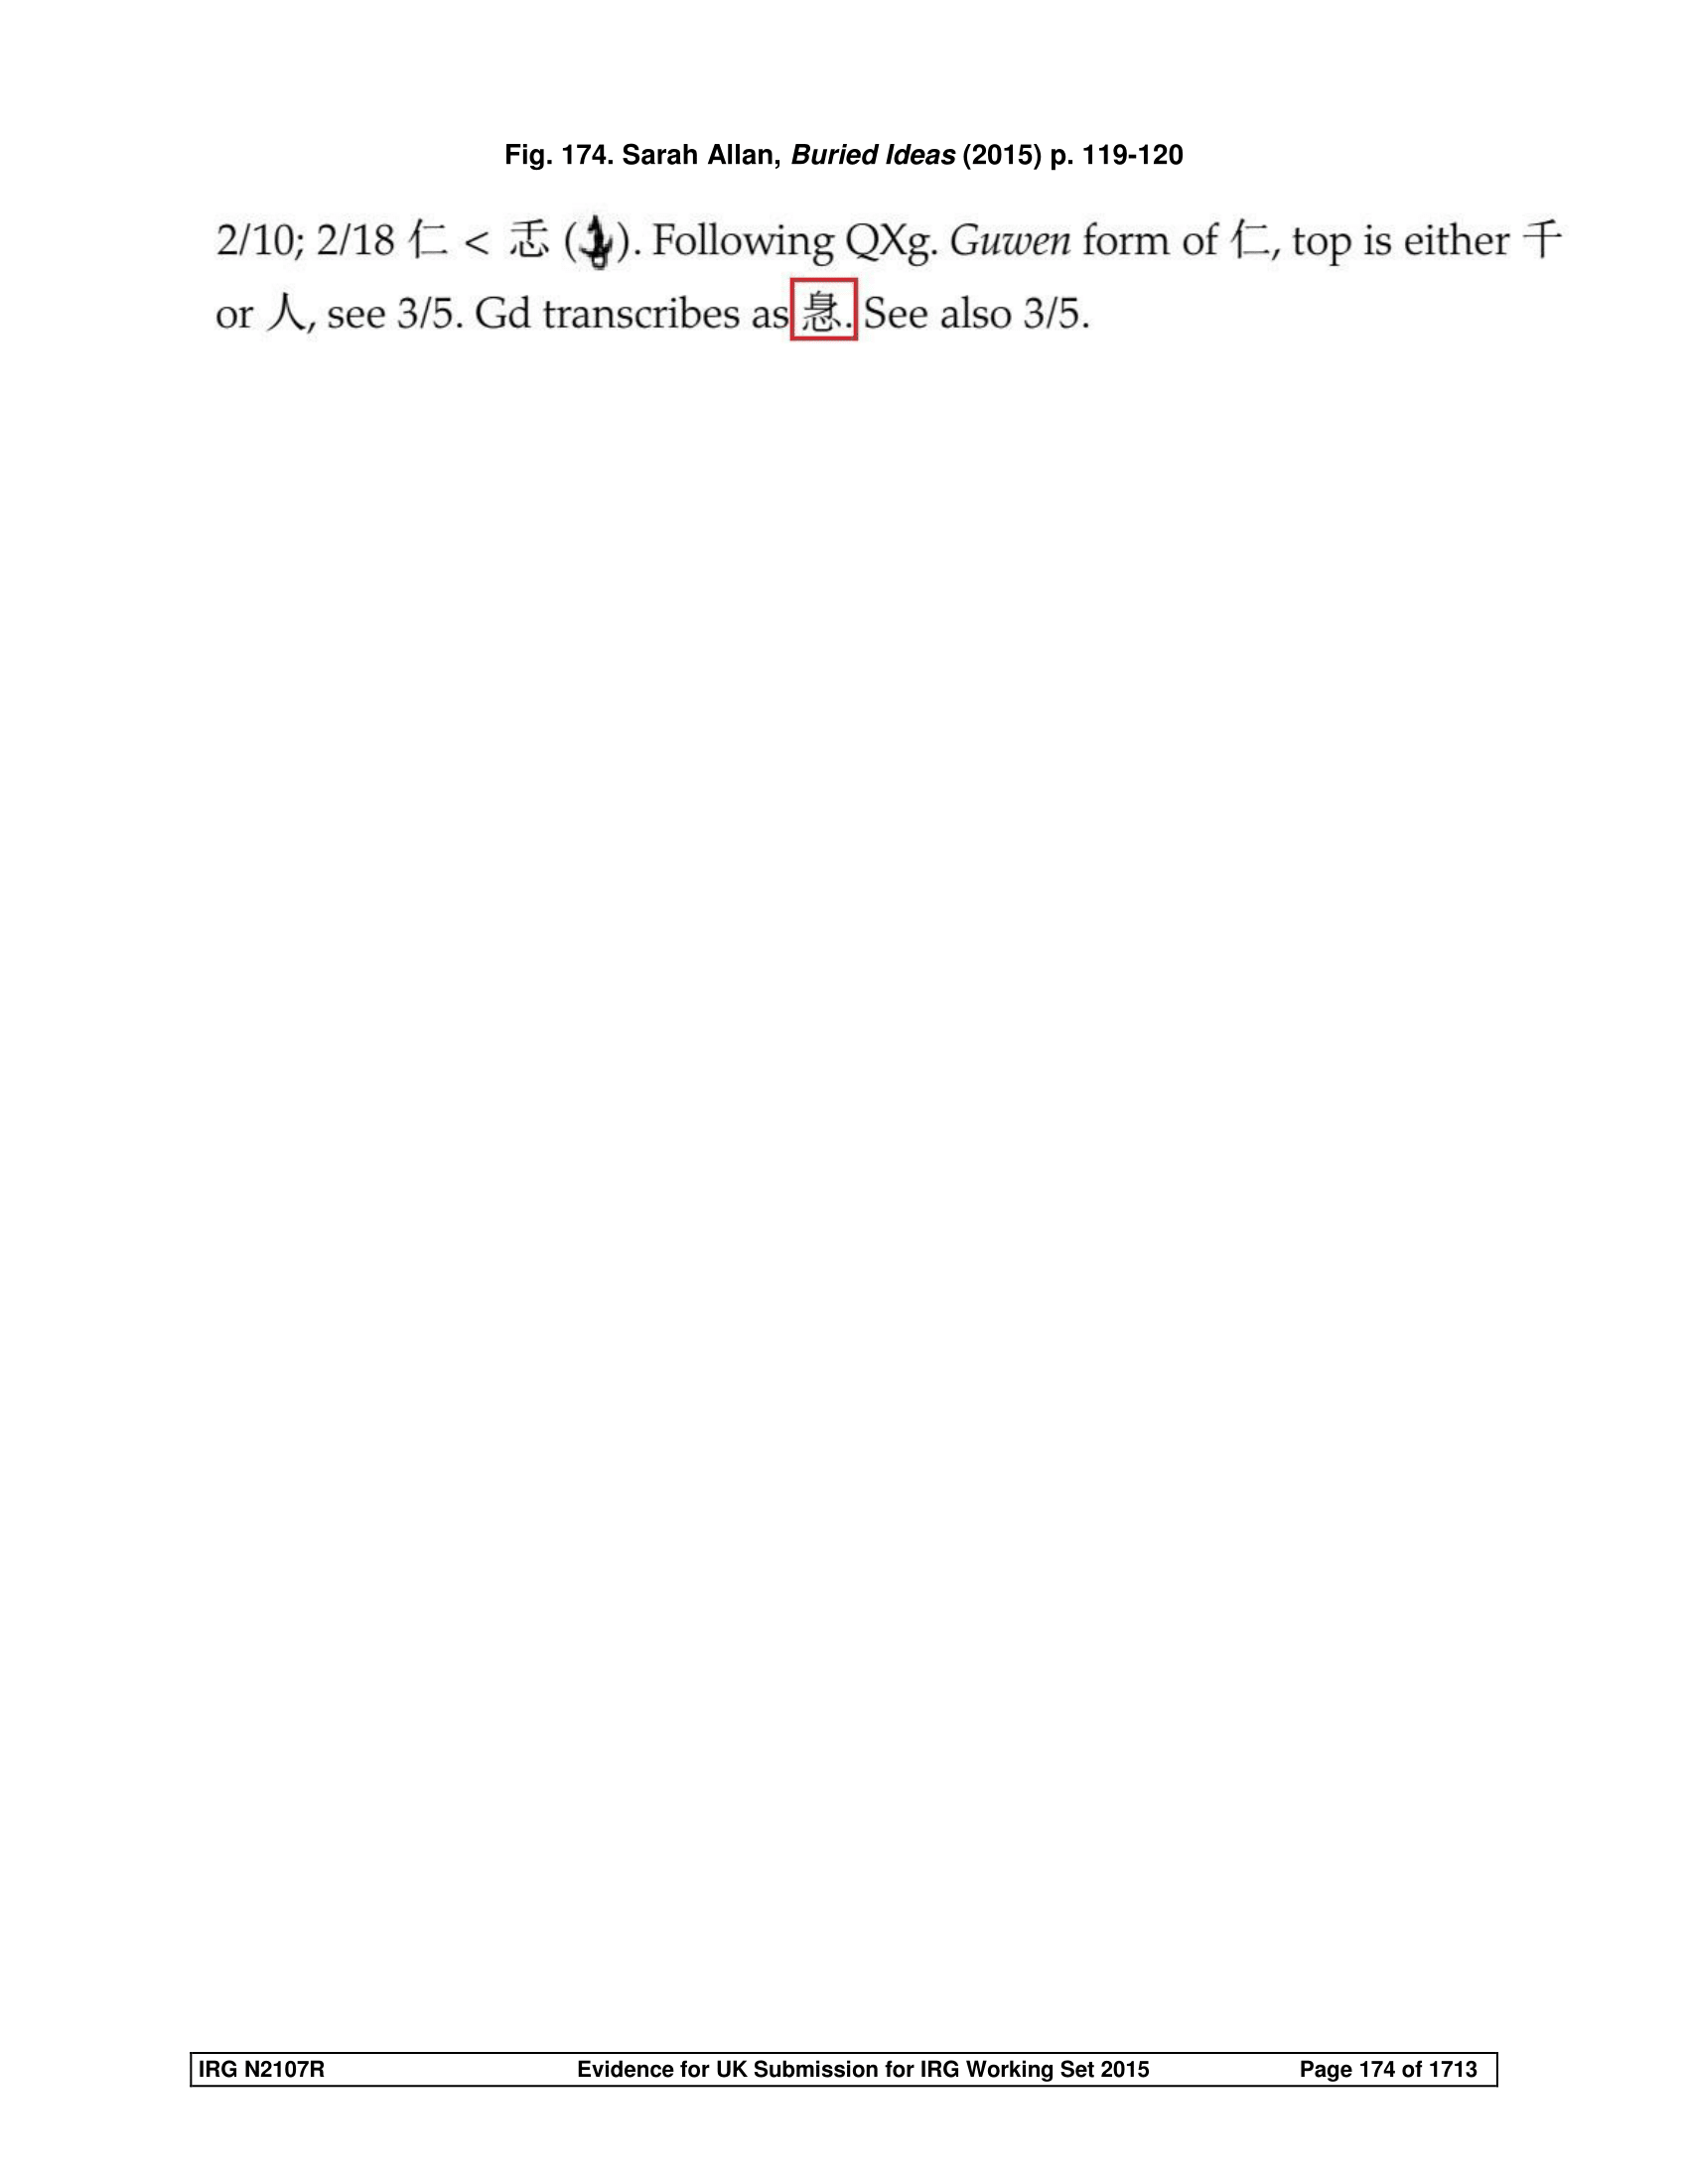 Fig. 174. Sarah Allan, Buried Ideas (2015) p. 119-120
2/10; 2/18 仁 < 忎 ( ). Following QXg. Guwen form of 仁, top is either 千
or 人, see 3/5. Gd transcribes as . See also 3/5.
IRG N2107R Evidence for UK Submission for IRG Working Set 2015 Page 174 of 1713